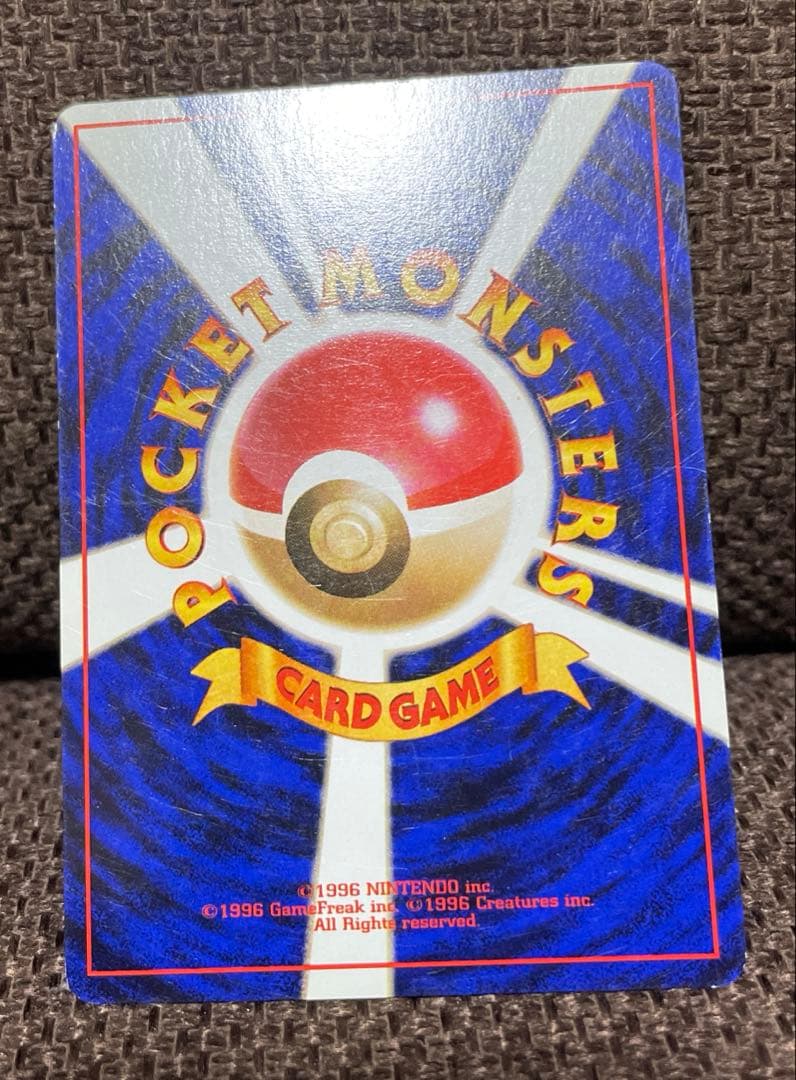 POCKET MONSTERS
CARD GAME
©1996 NINTENDO inc.
©1996 GameFreak inc. ©1996 Creatures inc.
All Rights reserved.